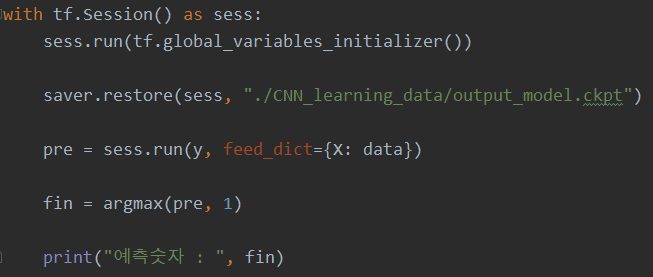 with tf.Session() as sess:
    sess.run(tf.global_variables_initializer())
    saver.restore(sess, "./CNN_learning_data/output_model.ckpt")
    pre = sess.run(y, feed_dict={X: data})
    fin = argmax(pre, 1)
    print("예측숫자 : ", fin)